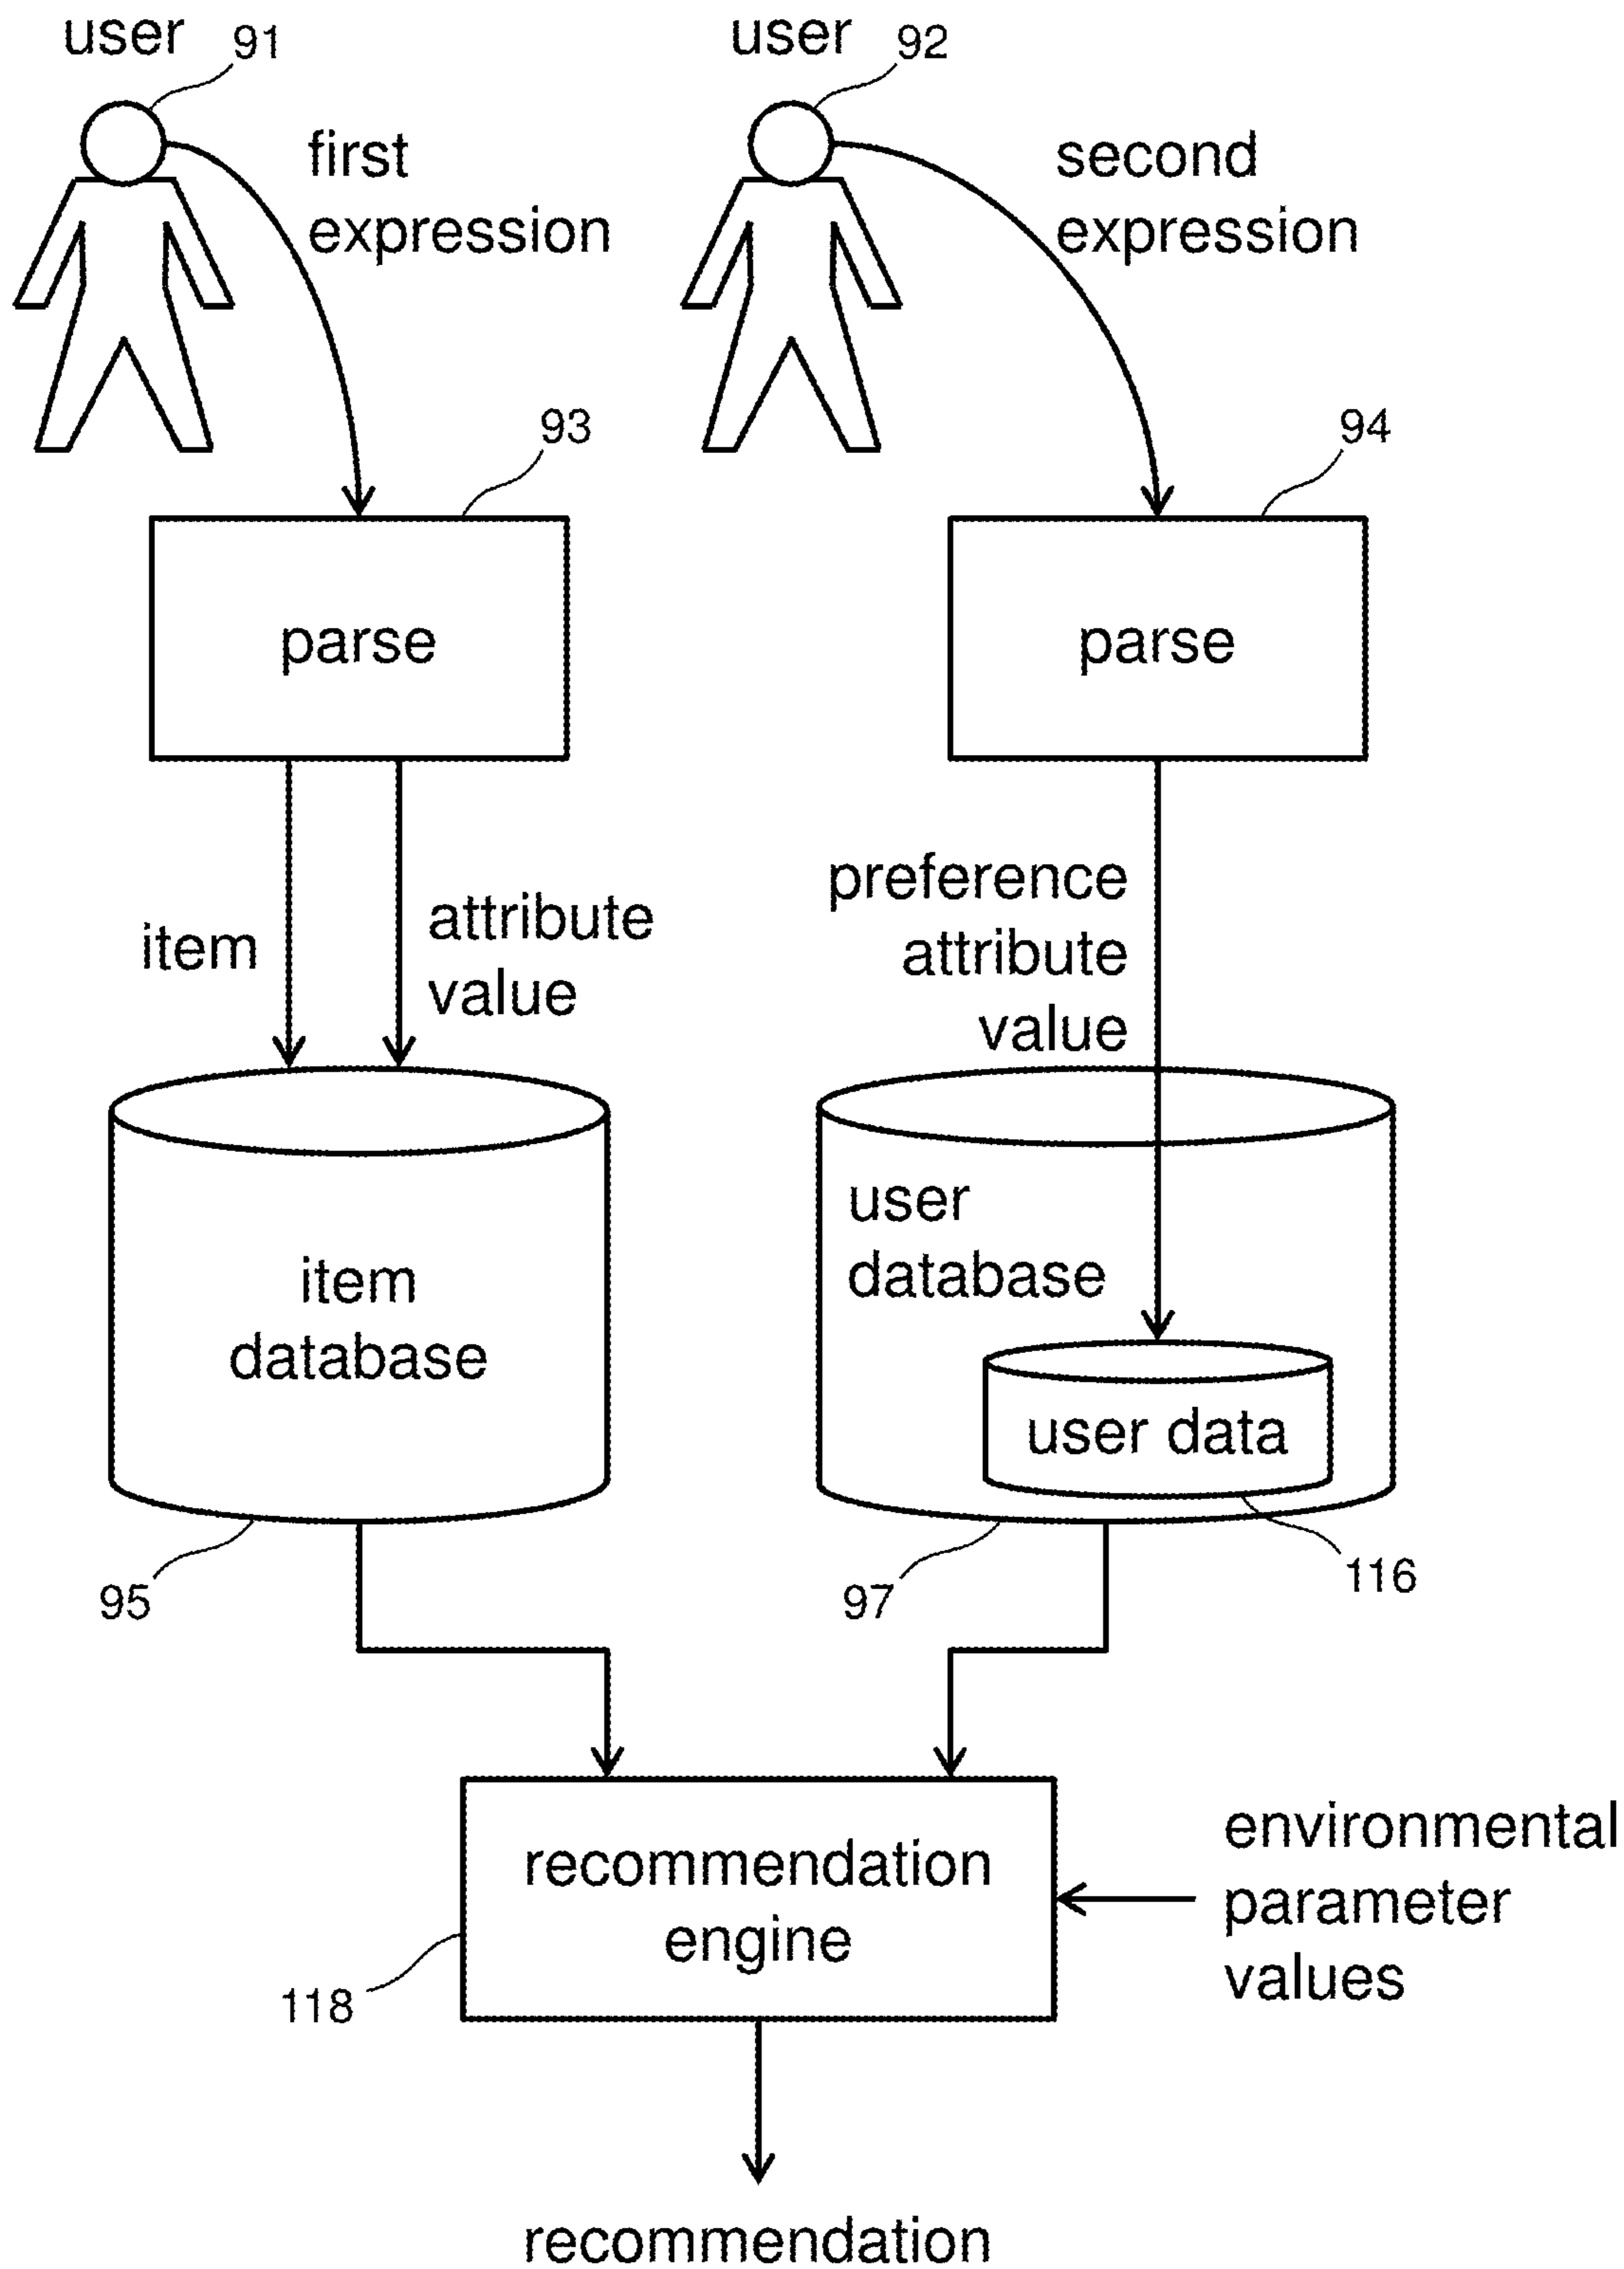 user 91
user 92
first
expression
second
expression
93
94
parse
parse
item
attribute
value
preference
attribute
value
item
database
user
database
user data
95
97
116
recommendation
engine
118
environmental
parameter
values
recommendation